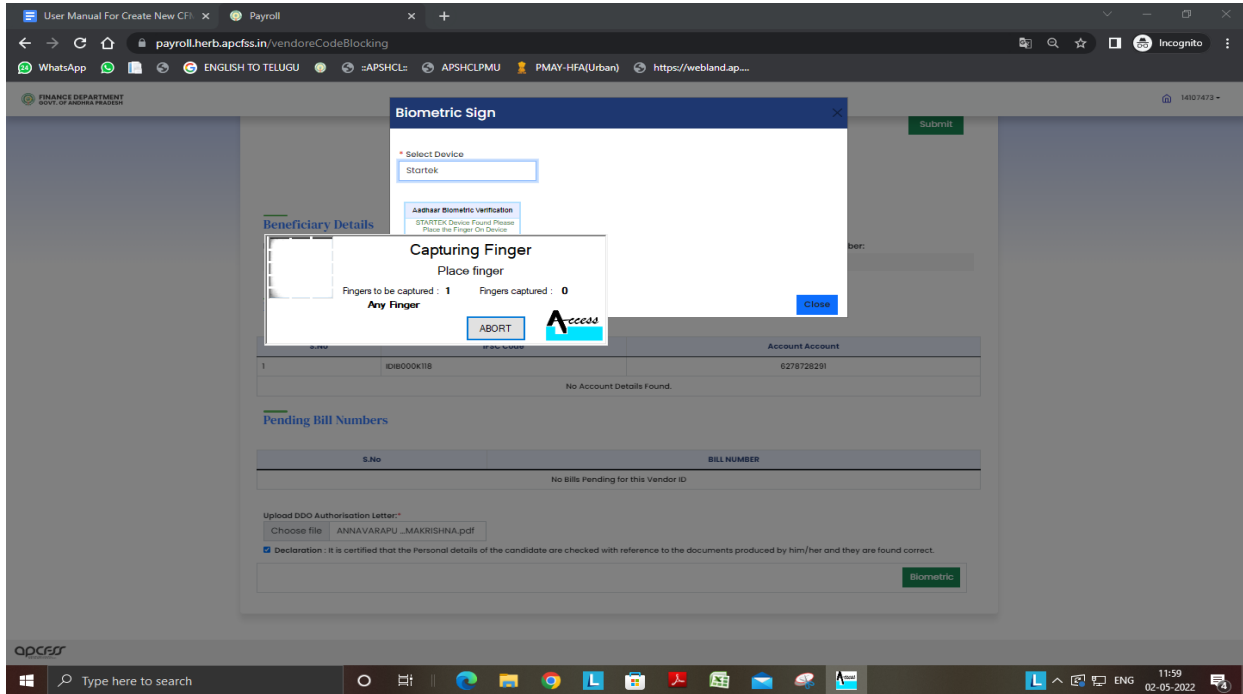 User Manual For Create New CFM
Payroll
payroll.herb.apcfss.in/vendoreCodeBlocking
Incognito
WhatsApp
ENGLISH TO TELUGU
::APSHCL::
APSHCLPMU
PMAY-HFA(Urban)
https://webland.ap....
FINANCE DEPARTMENT
GOVT. OF ANDHRA PRADESH
14107473
Submit
Biometric Sign
* Select Device
Startek
Aadhaar Biometric Verification
STARTEK Device Found Please
Place the Finger On Device
Beneficiary Details
ber:
Capturing Finger
Place finger
Fingers to be captured : 1 Fingers captured : 0
Any Finger
ABORT
Access
Close
S.No IFSC Code Account Account
1 IDIB000K118 6278728291
No Account Details Found.
Pending Bill Numbers
S.No BILL NUMBER
No Bills Pending for this Vendor ID
Upload DDO Authorisation Letter:*
Choose file ANNAVARAPU ...MAKRISHNA.pdf
Declaration : It is certified that the Personal details of the candidate are checked with reference to the documents produced by him/her and they are found correct.
Biometric
apcfss
Type here to search
ENG
11:59
02-05-2022
4